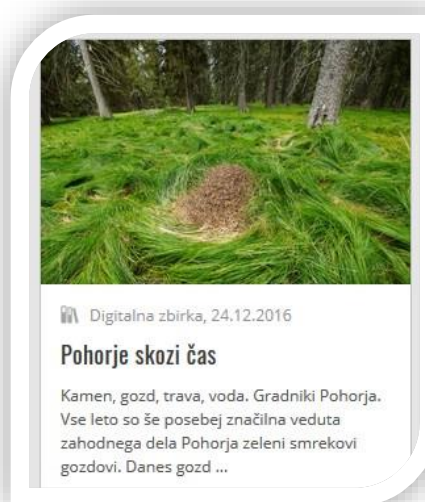 Digitalna zbirka, 24.12.2016
Pohorje skozi čas
Kamen, gozd, trava, voda. Gradniki Pohorja.
Vse leto so še posebej značilna veduta
zahodnega dela Pohorja zeleni smrekovi
gozdovi. Danes gozd ...